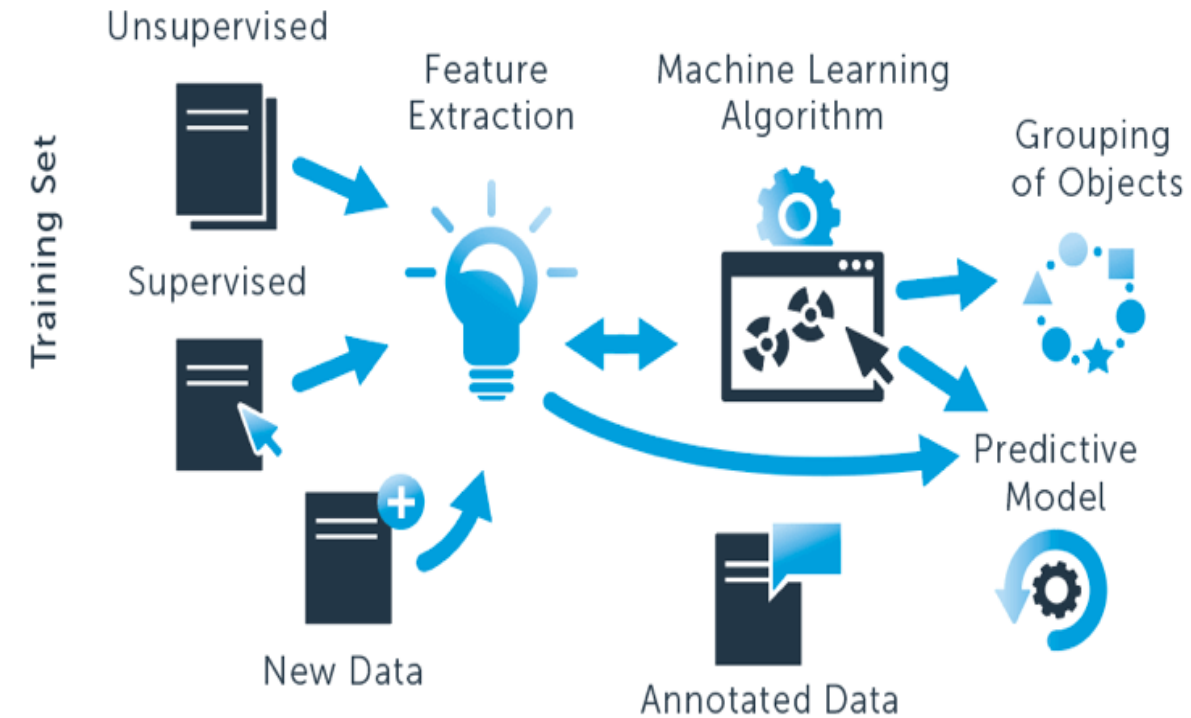 Unsupervised
Feature
Extraction
Machine Learning
Algorithm
Grouping
of Objects
Training Set
Supervised
Predictive
Model
New Data
Annotated Data